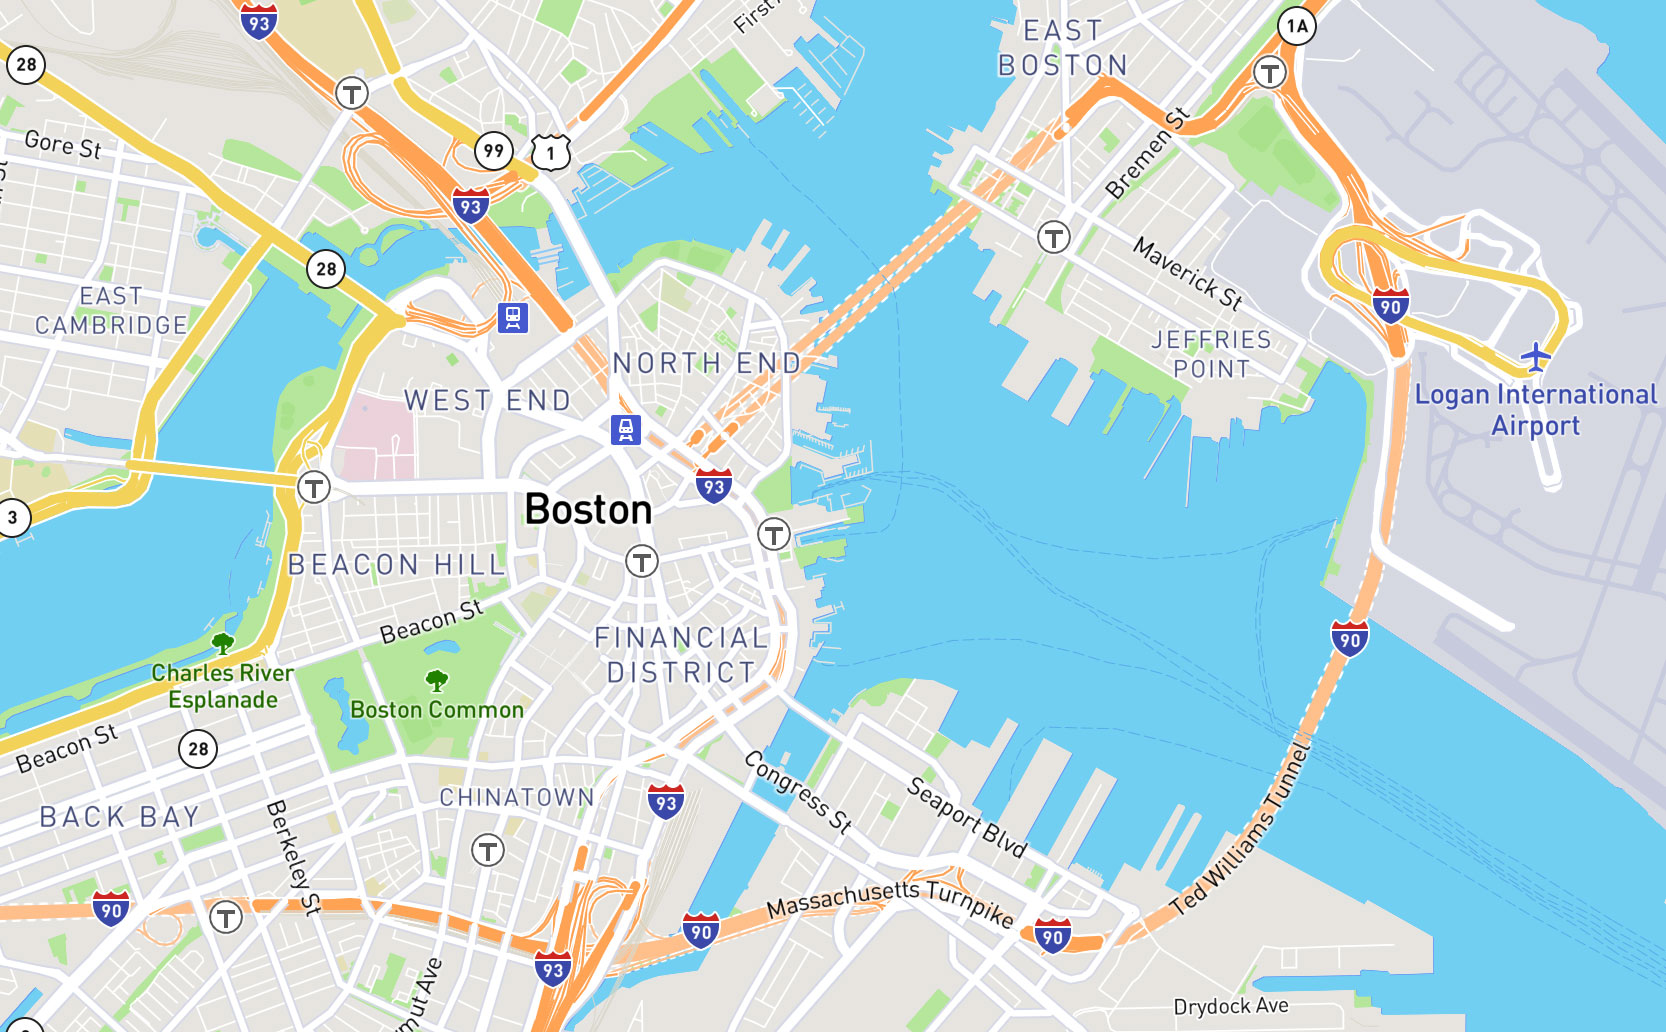 93
First
EAST
BOSTON
1A
28
T
T
99
1
Gore St
93
Bremen St
T
28
Maverick St
EAST
CAMBRIDGE
90
JEFFRIES
POINT
NORTH END
WEST END
Logan International
Airport
T
93
3
Boston
T
T
BEACON HILL
Beacon St
FINANCIAL
DISTRICT
90
Charles River
Esplanade
Boston Common
Beacon St
28
Congress St
Seaport Blvd
Ted Williams Tunnel
CHINATOWN
93
BACK BAY
Berkeley St
T
Massachusetts Turnpike
90
T
90
90
93
mut Ave
Drydock Ave